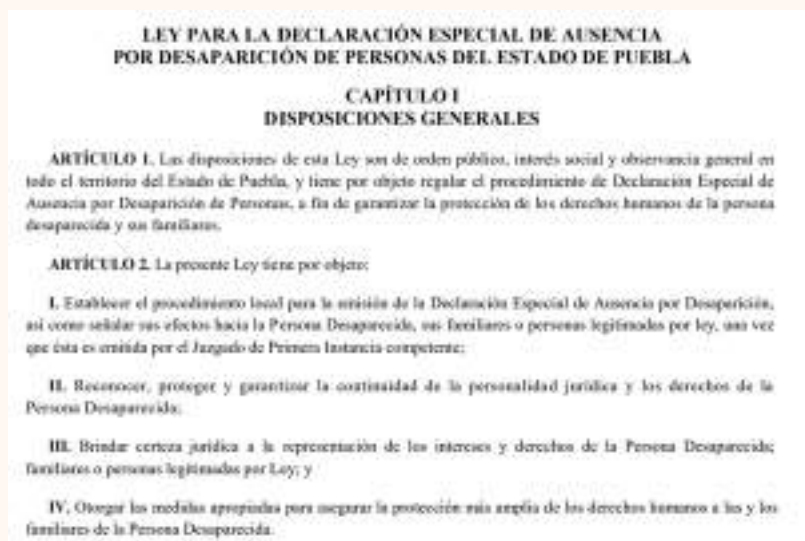 LEY PARA LA DECLARACIÓN ESPECIAL DE AUSENCIA
POR DESAPARICIÓN DE PERSONAS DEL ESTADO DE PUEBLA
CAPÍTULO I
DISPOSICIONES GENERALES
ARTÍCULO 1. Las disposiciones de esta Ley son de orden público, interés social y observancia general en
todo el territorio del Estado de Puebla, y tiene por objeto regular el procedimiento de Declaración Especial de
Ausencia por Desaparición de Personas, a fin de garantizar la protección de los derechos humanos de la persona
desaparecida y sus familiares.
ARTÍCULO 2. La presente Ley tiene por objeto:
I. Establecer el procedimiento local para la emisión de la Declaración Especial de Ausencia por Desaparición,
así como señalar sus efectos hacia la Persona Desaparecida, sus familiares o personas legitimadas por ley, una vez
que ésta es emitida por el Juzgado de Primera Instancia competente;
II. Reconocer, proteger y garantizar la continuidad de la personalidad jurídica y los derechos de la
Persona Desaparecida;
III. Brindar certeza jurídica a la representación de los intereses y derechos de la Persona Desaparecida;
familiares o personas legitimadas por Ley; y
IV. Otorgar las medidas apropiadas para asegurar la protección más amplia de los derechos humanos a las y los
familiares de la Persona Desaparecida.